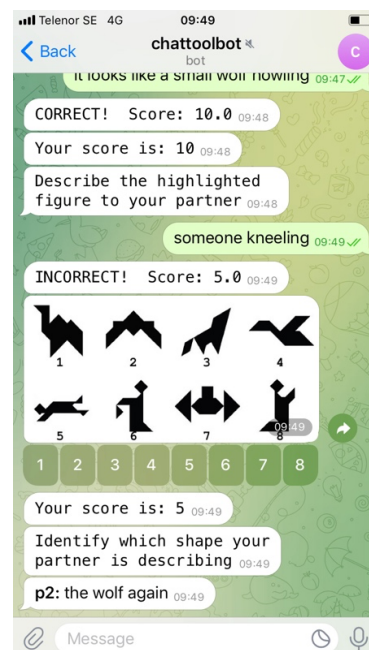 Telenor SE 4G 09:49
Back chattoolbot C
bot
it looks like a small wolf howling 09:47
CORRECT! Score: 10.0 09:48
Your score is: 10 09:48
Describe the highlighted
figure to your partner 09:48
someone kneeling 09:49
INCORRECT! Score: 5.0 09:49
1 2 3 4
5 6 7 8
09:49
1 2 3 4 5 6 7 8
Your score is: 5 09:49
Identify which shape your
partner is describing 09:49
p2: the wolf again 09:49
Message